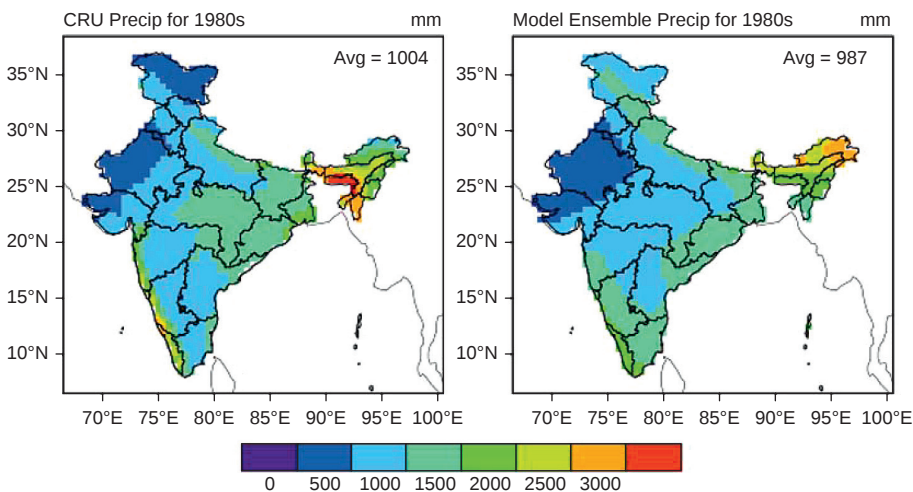 CRU Precip for 1980s mm
Avg = 1004
35°N
30°N
25°N
20°N
15°N
10°N
70°E 75°E 80°E 85°E 90°E 95°E 100°E
Model Ensemble Precip for 1980s mm
Avg = 987
35°N
30°N
25°N
20°N
15°N
10°N
70°E 75°E 80°E 85°E 90°E 95°E 100°E
0 500 1000 1500 2000 2500 3000